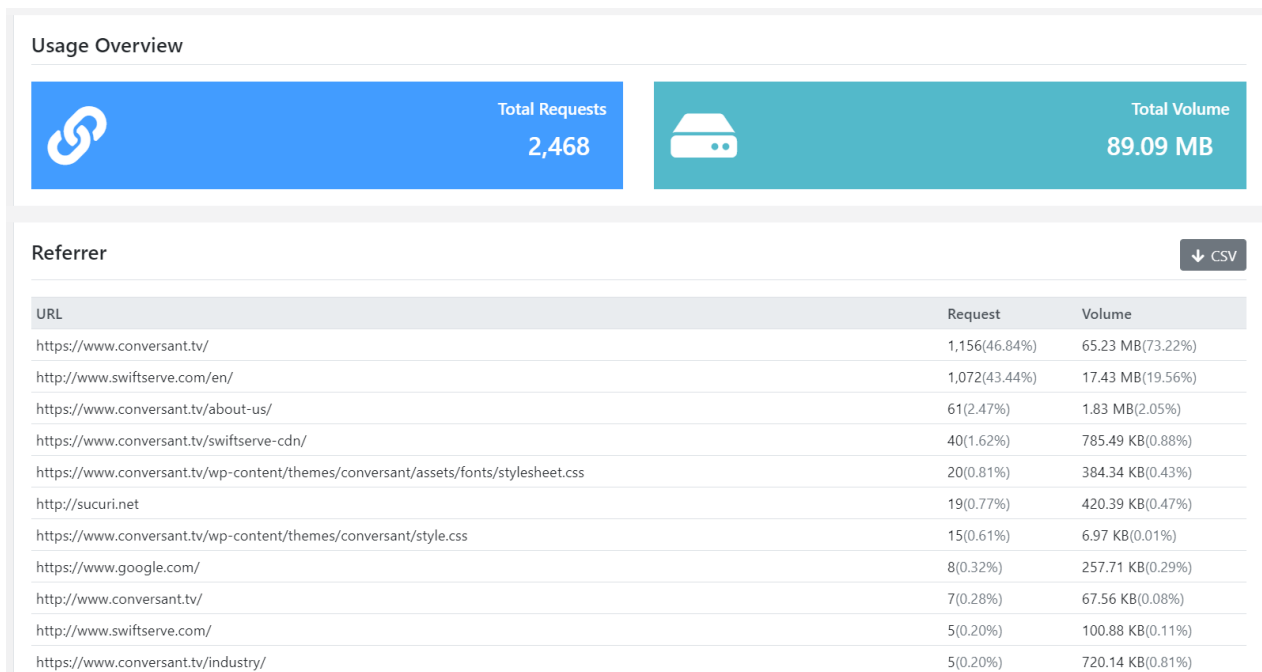 Usage Overview
Total Requests
2,468
Total Volume
89.09 MB
Referrer
CSV
URL Request Volume
https://www.conversant.tv/ 1,156(46.84%) 65.23 MB(73.22%)
http://www.swiftserve.com/en/ 1,072(43.44%) 17.43 MB(19.56%)
https://www.conversant.tv/about-us/ 61(2.47%) 1.83 MB(2.05%)
https://www.conversant.tv/swiftserve-cdn/ 40(1.62%) 785.49 KB(0.88%)
https://www.conversant.tv/wp-content/themes/conversant/assets/fonts/stylesheet.css 20(0.81%) 384.34 KB(0.43%)
http://sucuri.net 19(0.77%) 420.39 KB(0.47%)
https://www.conversant.tv/wp-content/themes/conversant/style.css 15(0.61%) 6.97 KB(0.01%)
https://www.google.com/ 8(0.32%) 257.71 KB(0.29%)
http://www.conversant.tv/ 7(0.28%) 67.56 KB(0.08%)
http://www.swiftserve.com/ 5(0.20%) 100.88 KB(0.11%)
https://www.conversant.tv/industry/ 5(0.20%) 720.14 KB(0.81%)